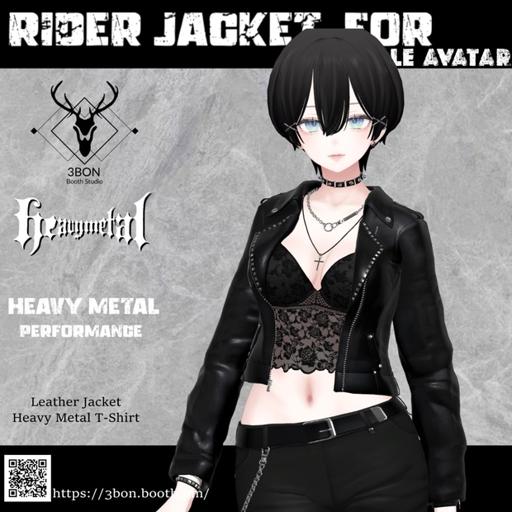 RIDER JACKET FOR
LE AVATAR
3BON
Booth Studio
heavymetal
HEAVY METAL
PERFORMANCE
Leather Jacket
Heavy Metal T-Shirt
https://3bon.booth.pm/